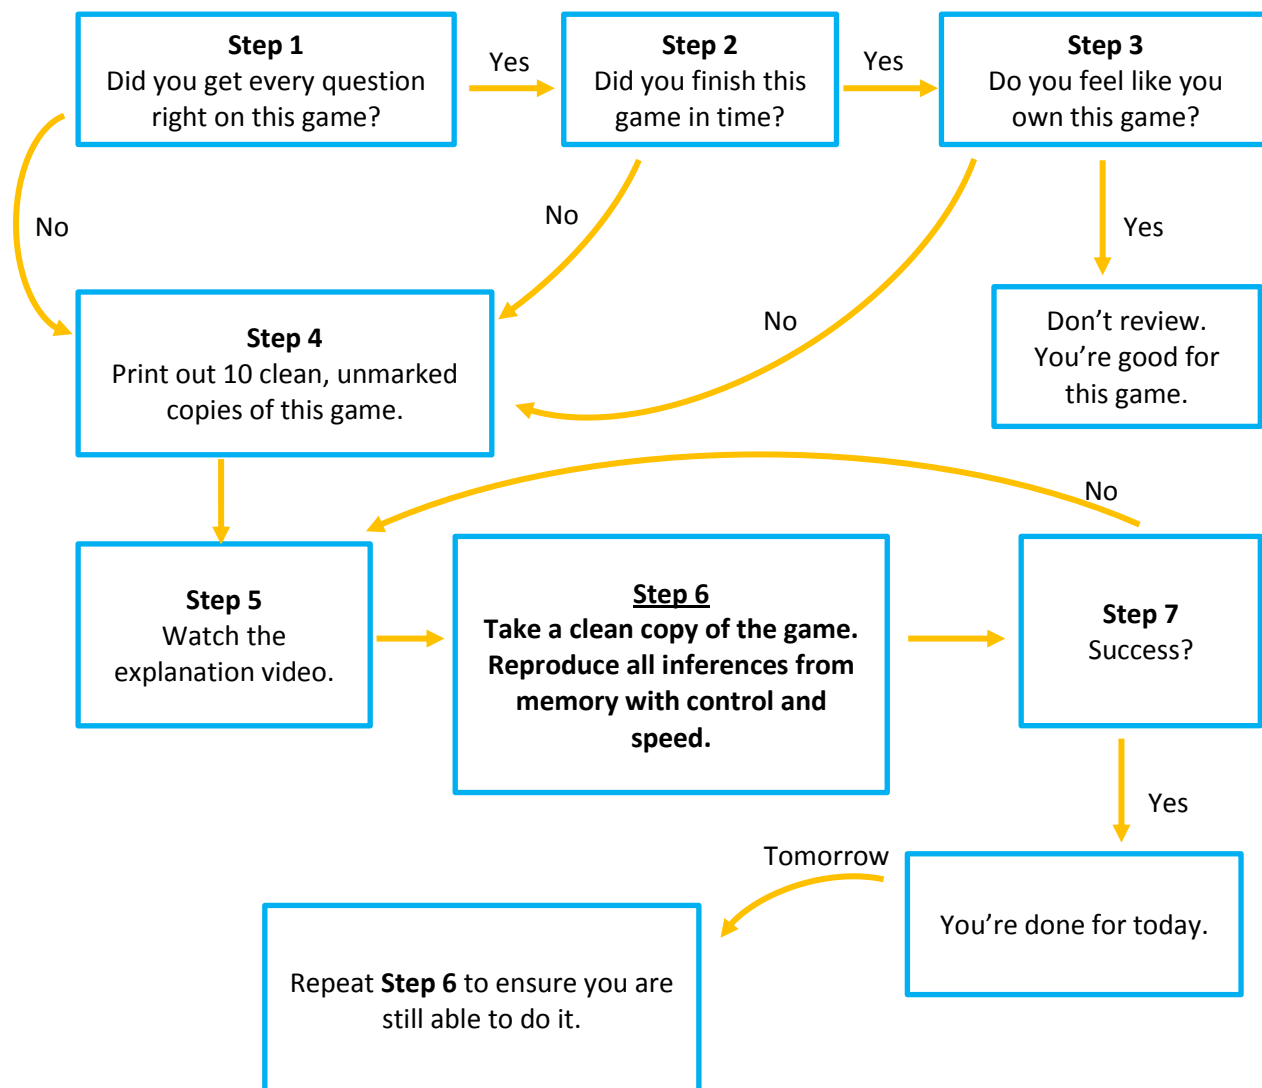 Step 1
Did you get every question
right on this game?
Yes
Step 2
Did you finish this
game in time?
Yes
Step 3
Do you feel like you
own this game?
No
No
No
Yes
Step 4
Print out 10 clean, unmarked
copies of this game.
Don’t review.
You’re good for
this game.
No
Step 5
Watch the
explanation video.
Step 6
Take a clean copy of the game.
Reproduce all inferences from
memory with control and
speed.
Step 7
Success?
Yes
Tomorrow
You’re done for today.
Repeat Step 6 to ensure you are
still able to do it.